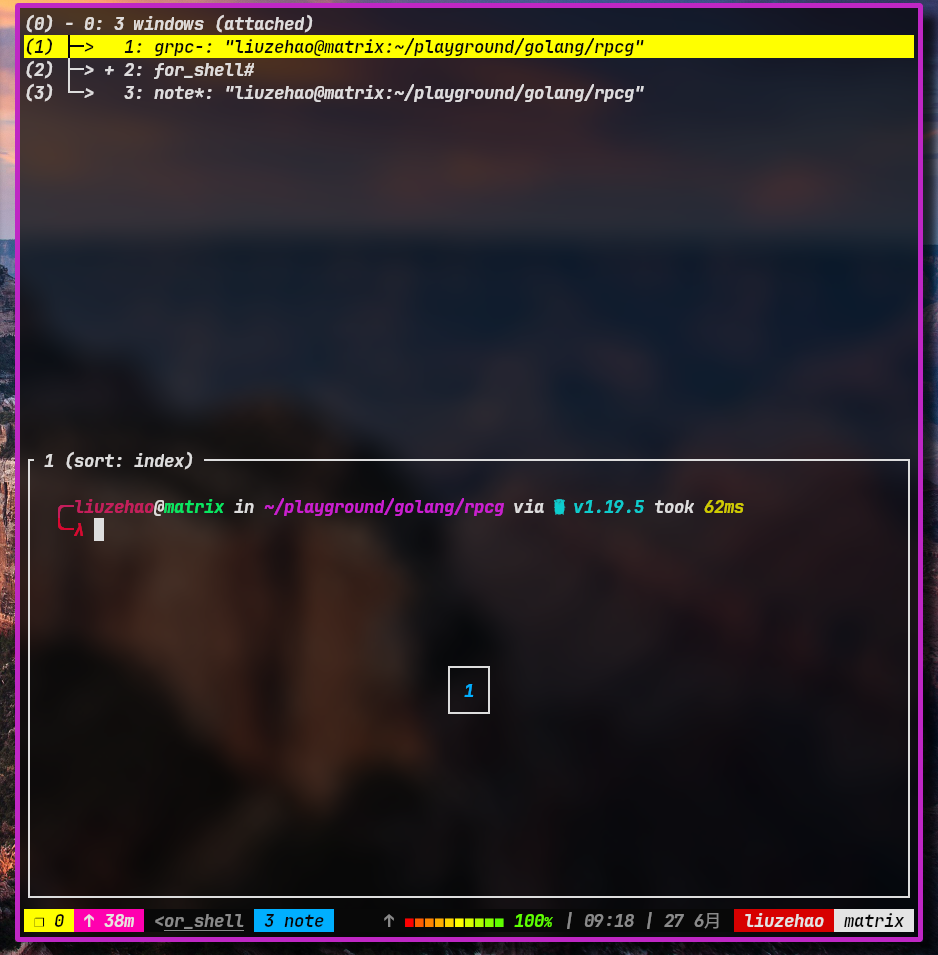 (0) - 0: 3 windows (attached)
(1) ├─>   1: grpc-: "liuzehao@matrix:~/playground/golang/rpcg"
(2) ├─> + 2: for_shell#
(3) └─>   3: note*: "liuzehao@matrix:~/playground/golang/rpcg"
1 (sort: index)
liuzehao@matrix in ~/playground/golang/rpcg via v1.19.5 took 62ms
λ
1
❐ 0 ↑ 38m <or_shell 3 note ↑ 100% | 09:18 | 27 6月 liuzehao matrix